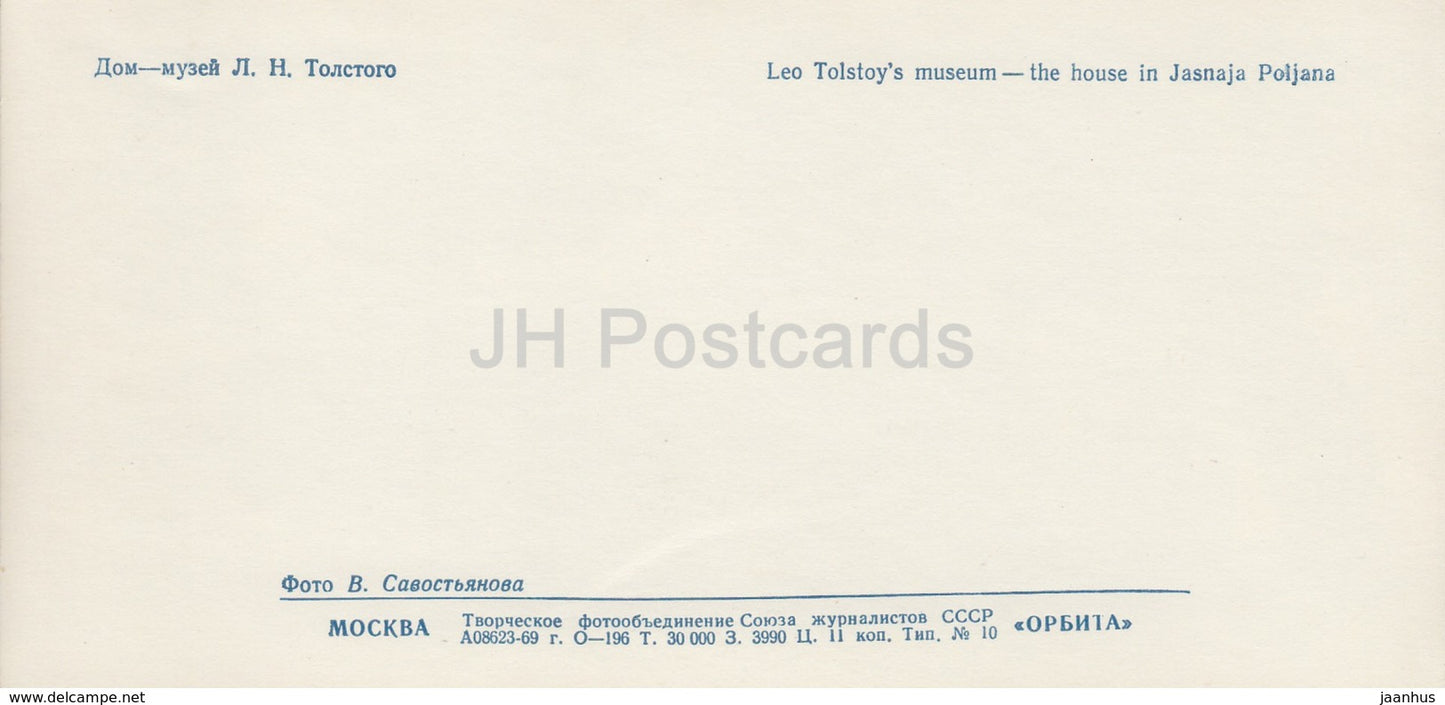 Дом—музей Л. Н. Толстого
Leo Tolstoy's museum — the house in Jasnaja Poljana
JH Postcards
Фото В. Савостьянова
МОСКВА
Творческое фотообъединение Союза журналистов СССР
А08623-69 г. О—196 Т. 30 000 З. 3990 Ц. 11 коп. Тип. № 10
«ОРБИТА»
www.delcampe.net
jaanhus